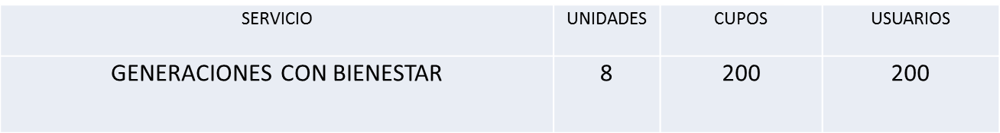 SERVICIO UNIDADES CUPOS USUARIOS
GENERACIONES CON BIENESTAR 8 200 200